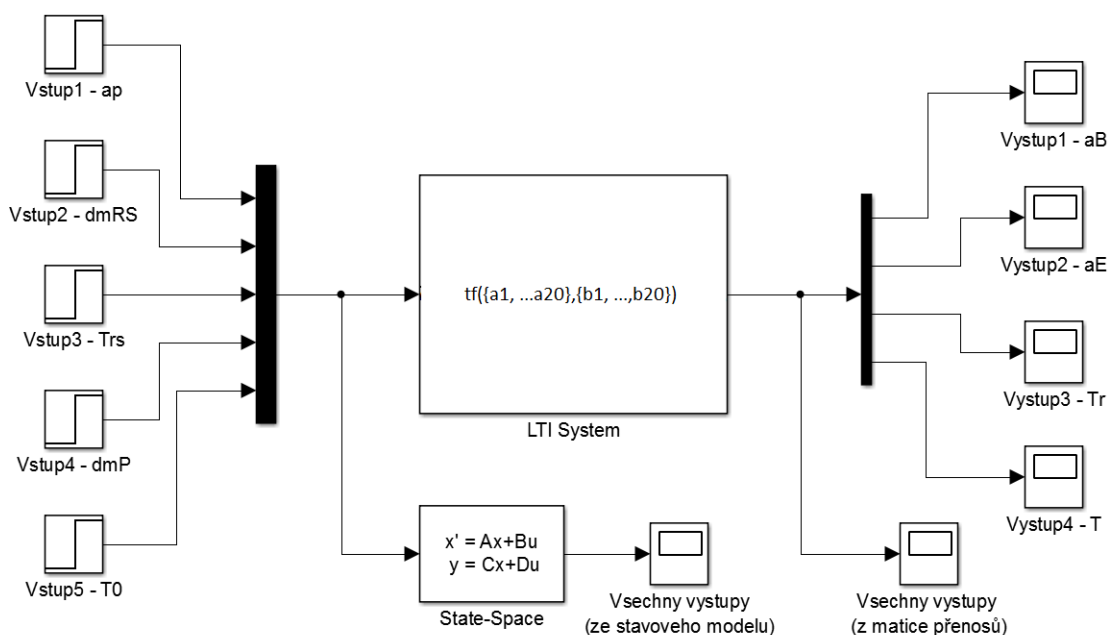 Vstup1 - ap
Vstup2 - dmRS
Vstup3 - Trs
Vstup4 - dmP
Vstup5 - T0
tf({a1, ...a20},{b1, ...,b20})
LTI System
x' = Ax+Bu
y = Cx+Du
State-Space
Vsechny vystupy
(ze stavoveho modelu)
Vsechny vystupy
(z matice přenosů)
Vystup1 - aB
Vystup2 - aE
Vystup3 - Tr
Vystup4 - T